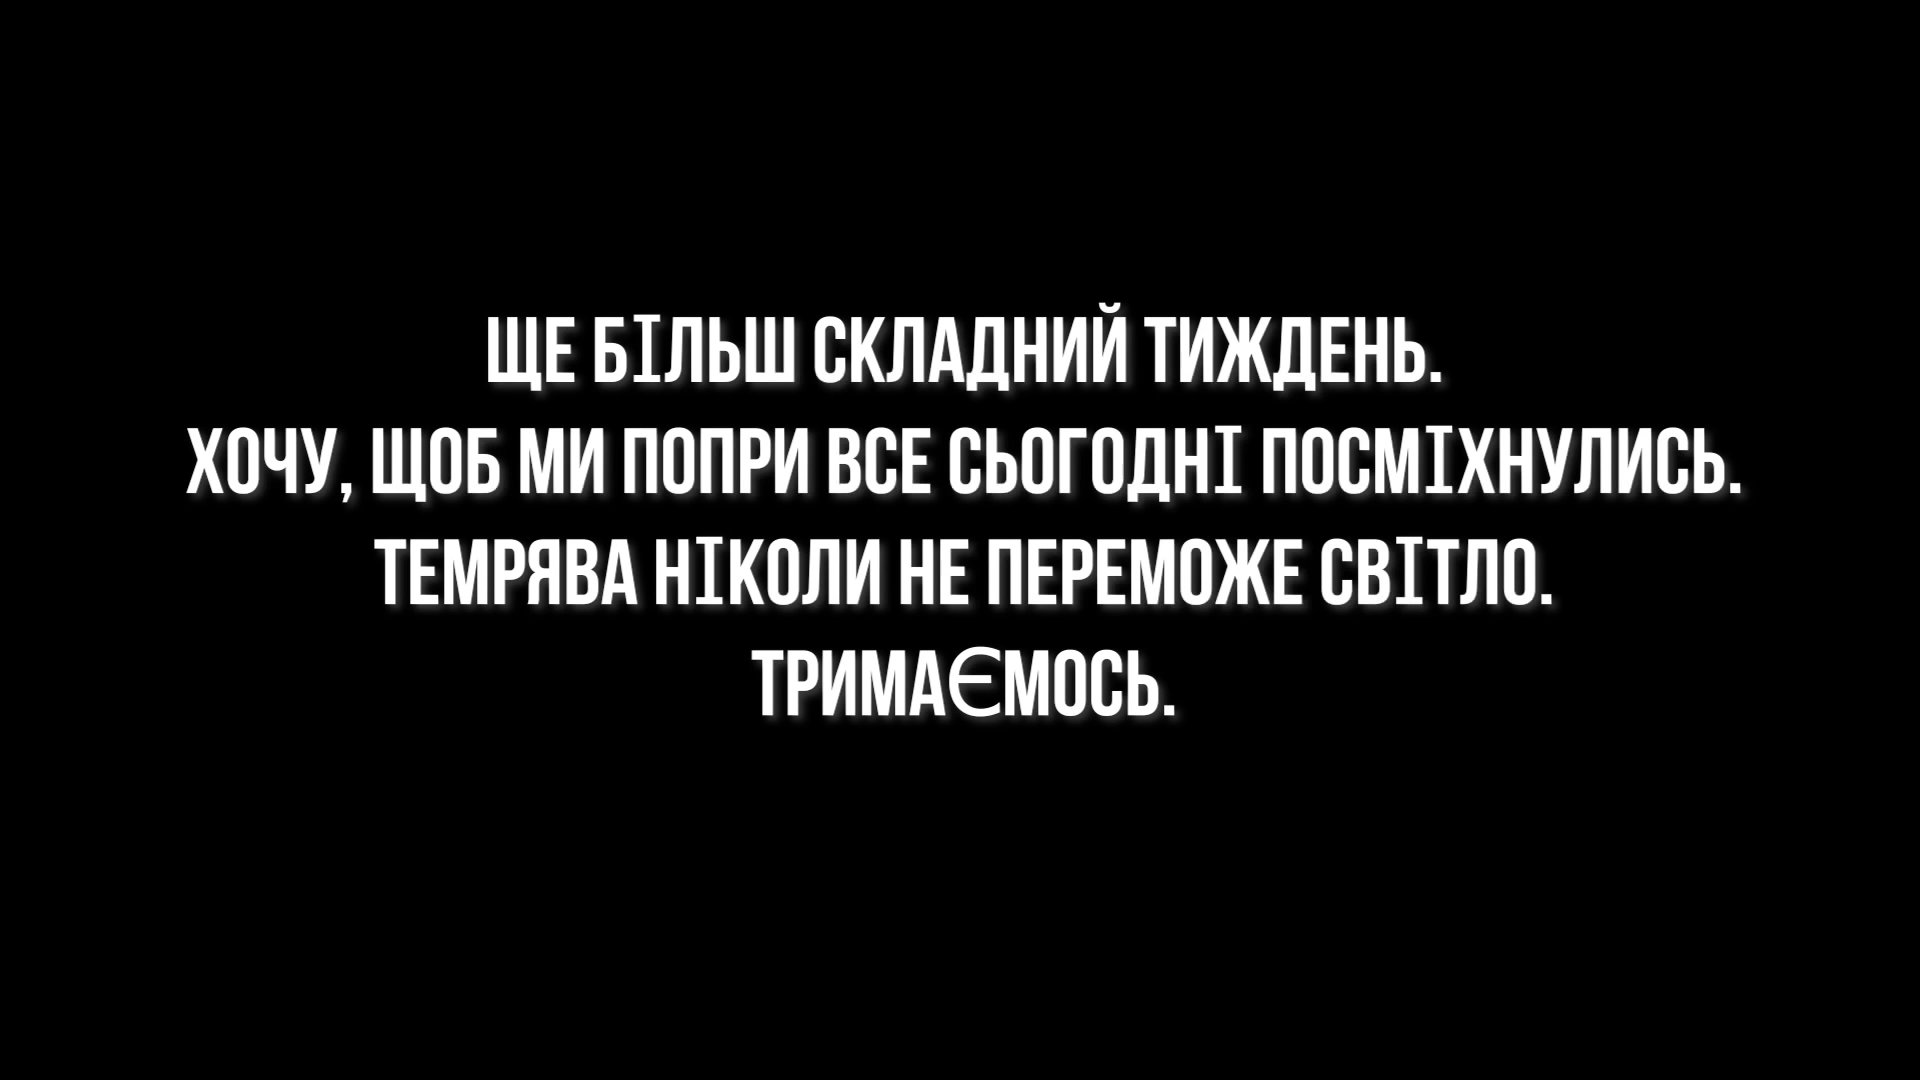 ЩЕ БІЛЬШ СКЛАДНИЙ ТИЖДЕНЬ.
ХОЧУ, ЩОБ МИ ПОПРИ ВСЕ СЬОГОДНІ ПОСМІХНУЛИСЬ.
ТЕМРЯВА НІКОЛИ НЕ ПЕРЕМОЖЕ СВІТЛО.
ТРИМАЄМОСЬ.